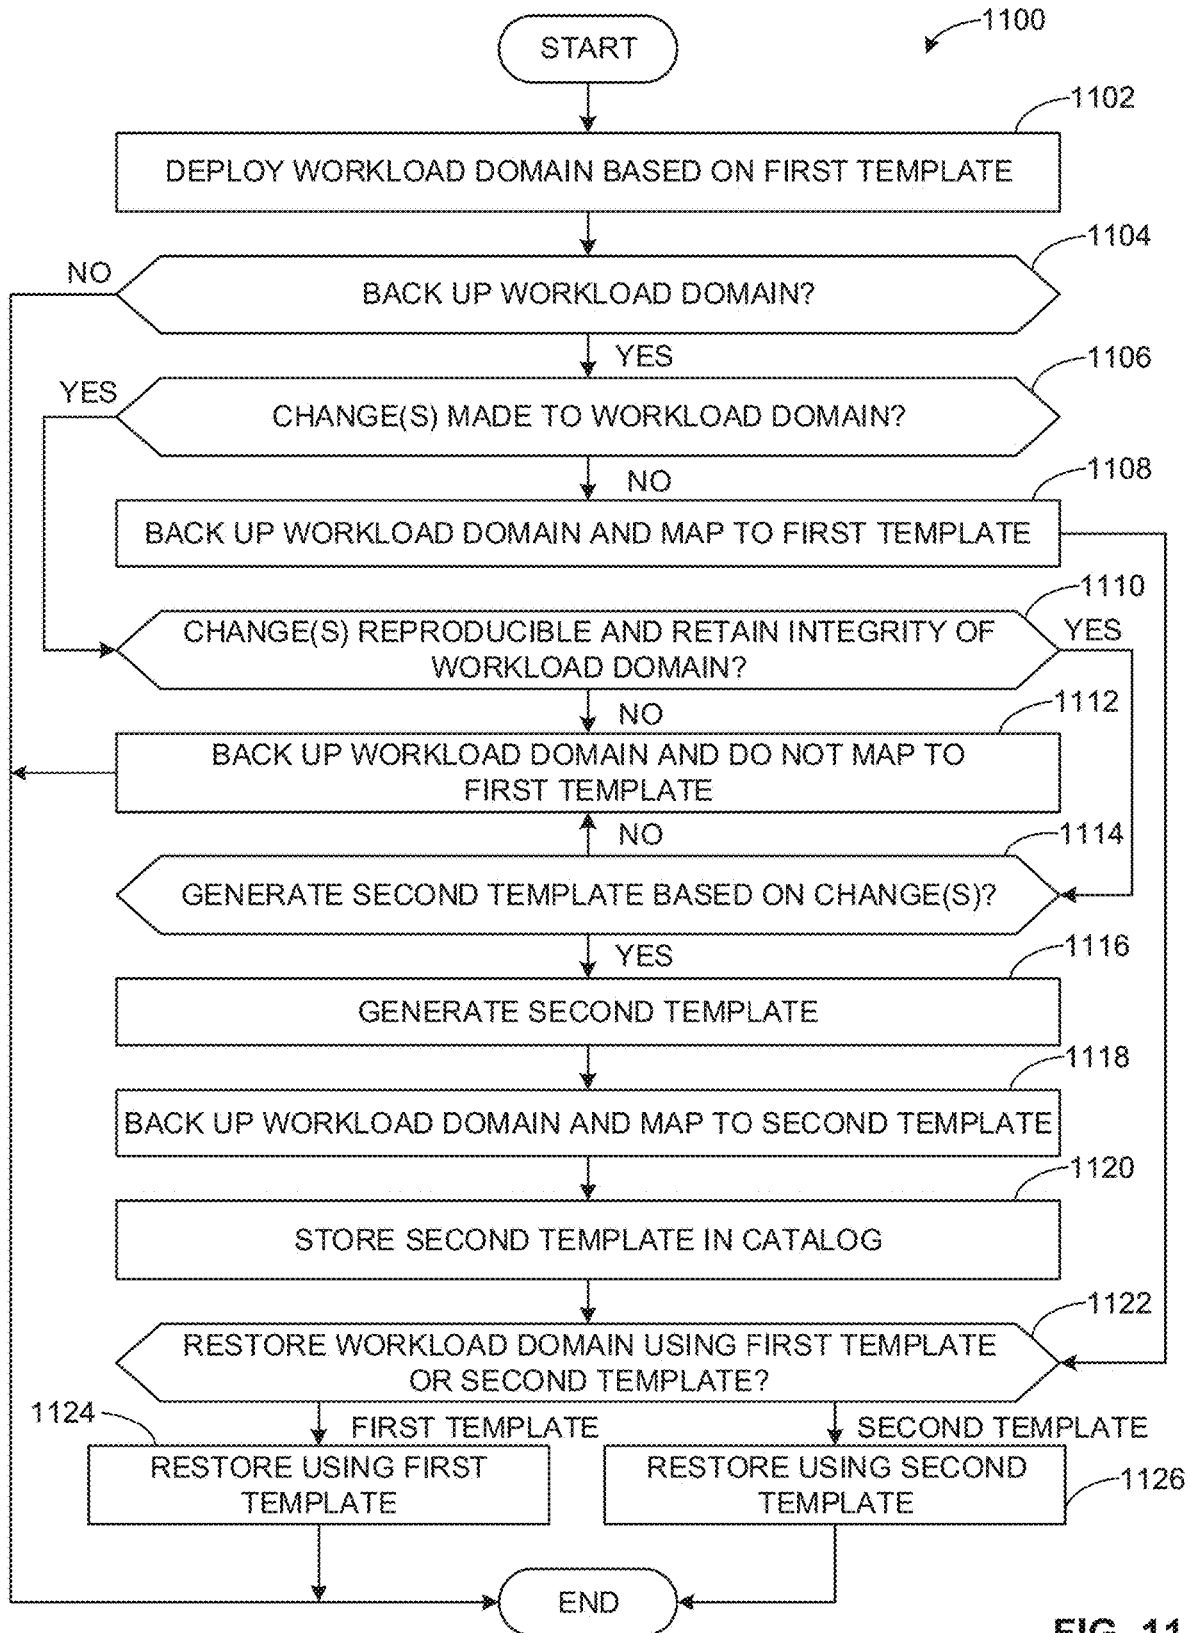 1100
START
1102
DEPLOY WORKLOAD DOMAIN BASED ON FIRST TEMPLATE
1104
NO
BACK UP WORKLOAD DOMAIN?
YES
1106
YES
CHANGE(S) MADE TO WORKLOAD DOMAIN?
NO
1108
BACK UP WORKLOAD DOMAIN AND MAP TO FIRST TEMPLATE
1110
CHANGE(S) REPRODUCIBLE AND RETAIN INTEGRITY OF
WORKLOAD DOMAIN?
YES
NO
1112
BACK UP WORKLOAD DOMAIN AND DO NOT MAP TO
FIRST TEMPLATE
NO
1114
GENERATE SECOND TEMPLATE BASED ON CHANGE(S)?
YES
1116
GENERATE SECOND TEMPLATE
1118
BACK UP WORKLOAD DOMAIN AND MAP TO SECOND TEMPLATE
1120
STORE SECOND TEMPLATE IN CATALOG
1122
RESTORE WORKLOAD DOMAIN USING FIRST TEMPLATE
OR SECOND TEMPLATE?
1124
FIRST TEMPLATE
SECOND TEMPLATE
RESTORE USING FIRST
TEMPLATE
RESTORE USING SECOND
TEMPLATE
1126
END
FIG. 11